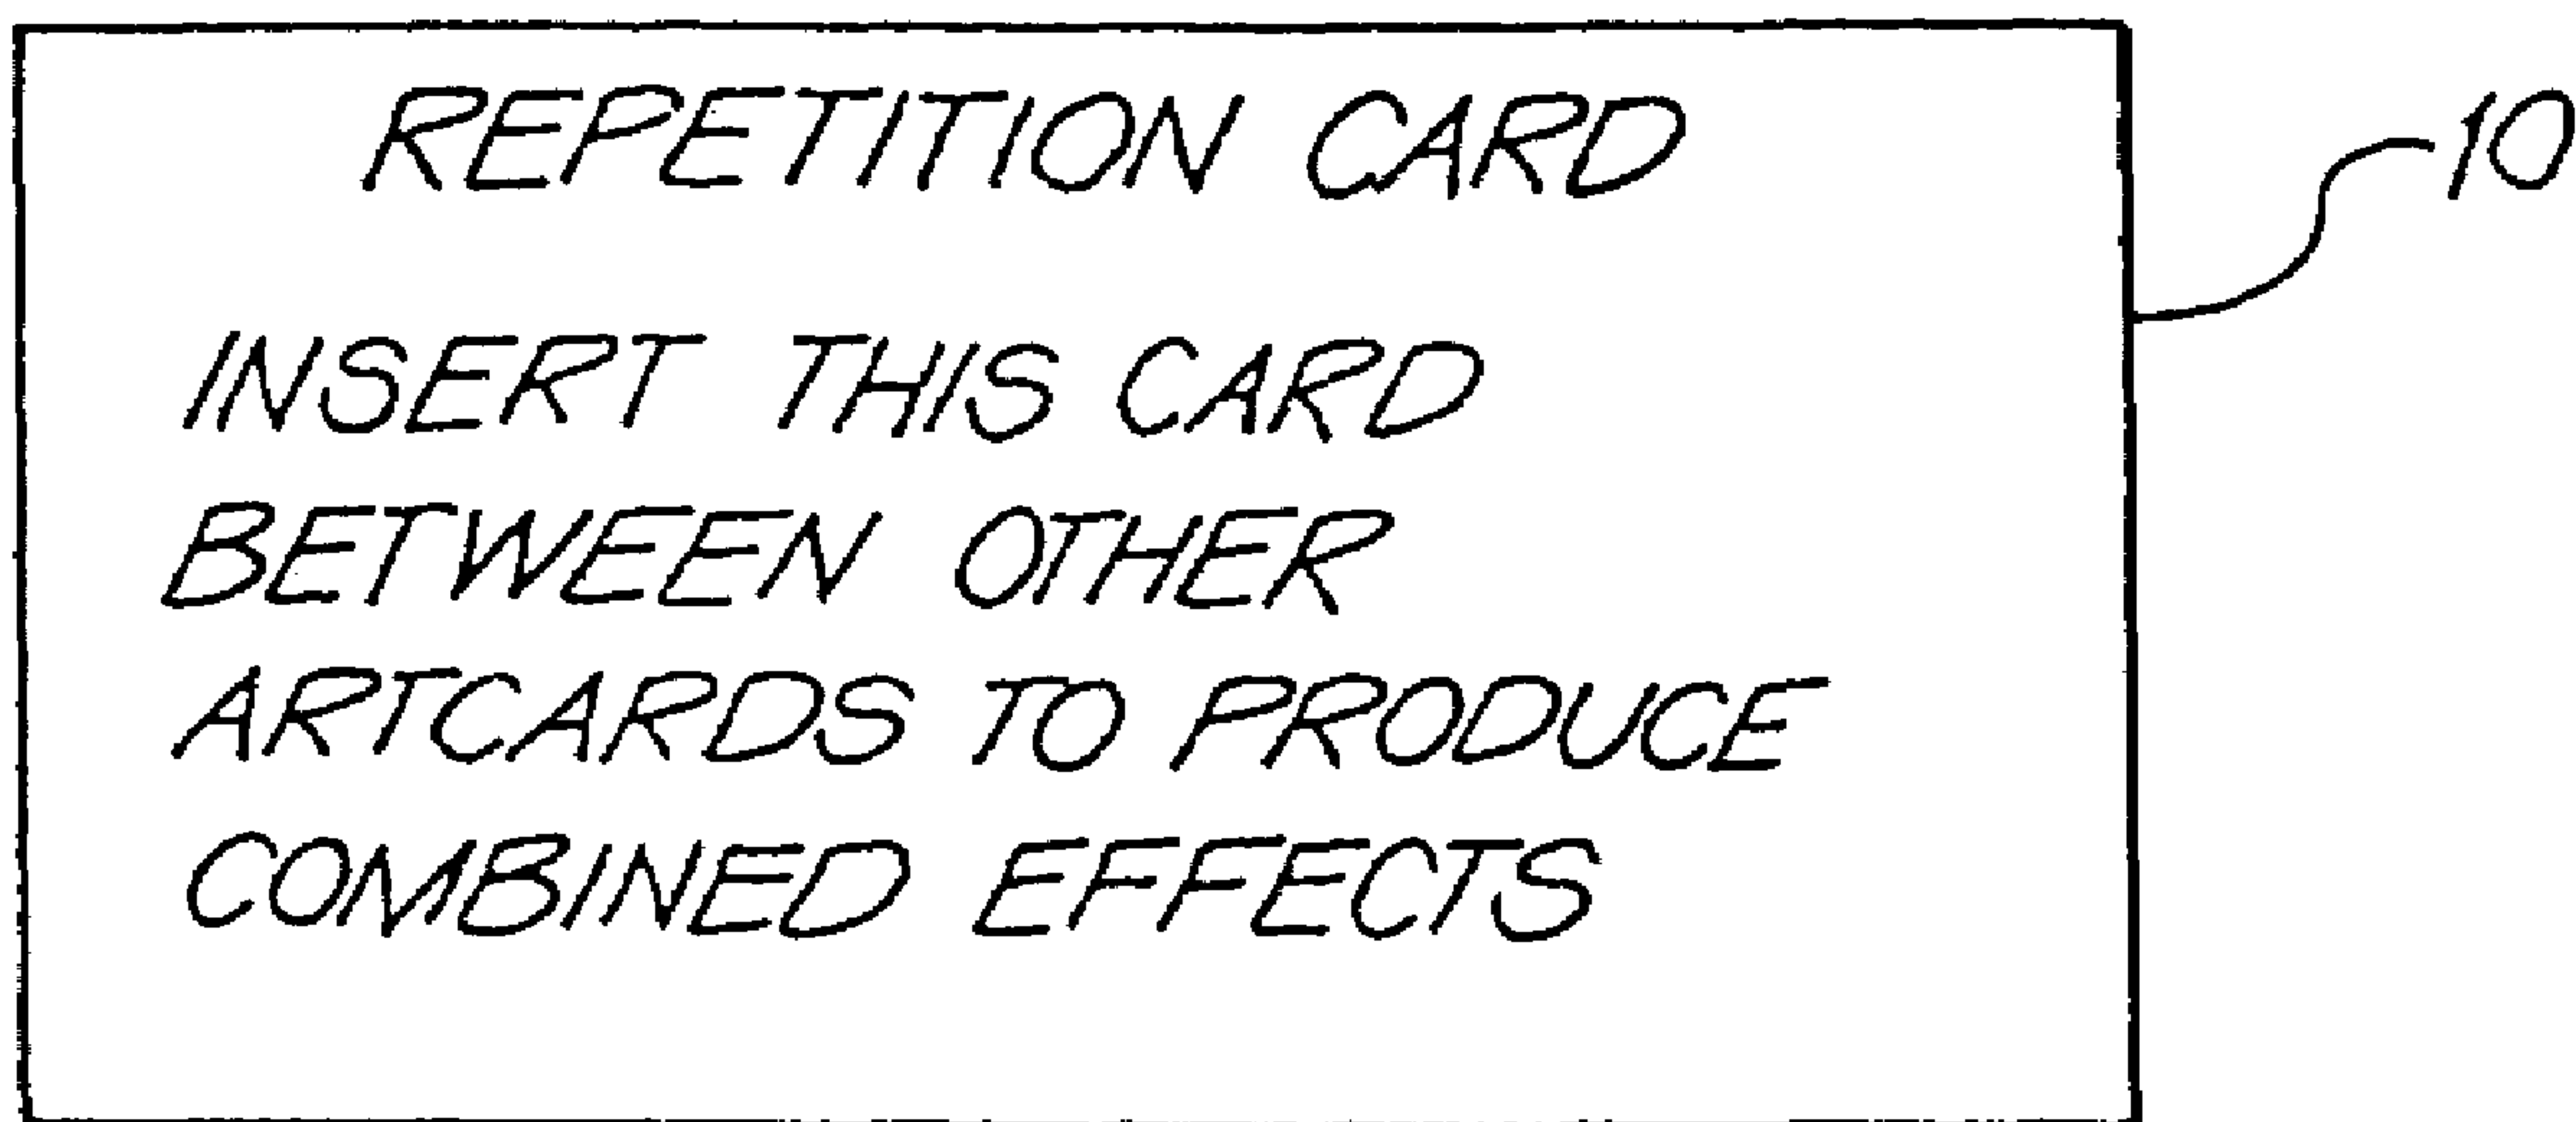 REPETITION CARD
10
INSERT THIS CARD
BETWEEN OTHER
ARTCARDS TO PRODUCE
COMBINED EFFECTS